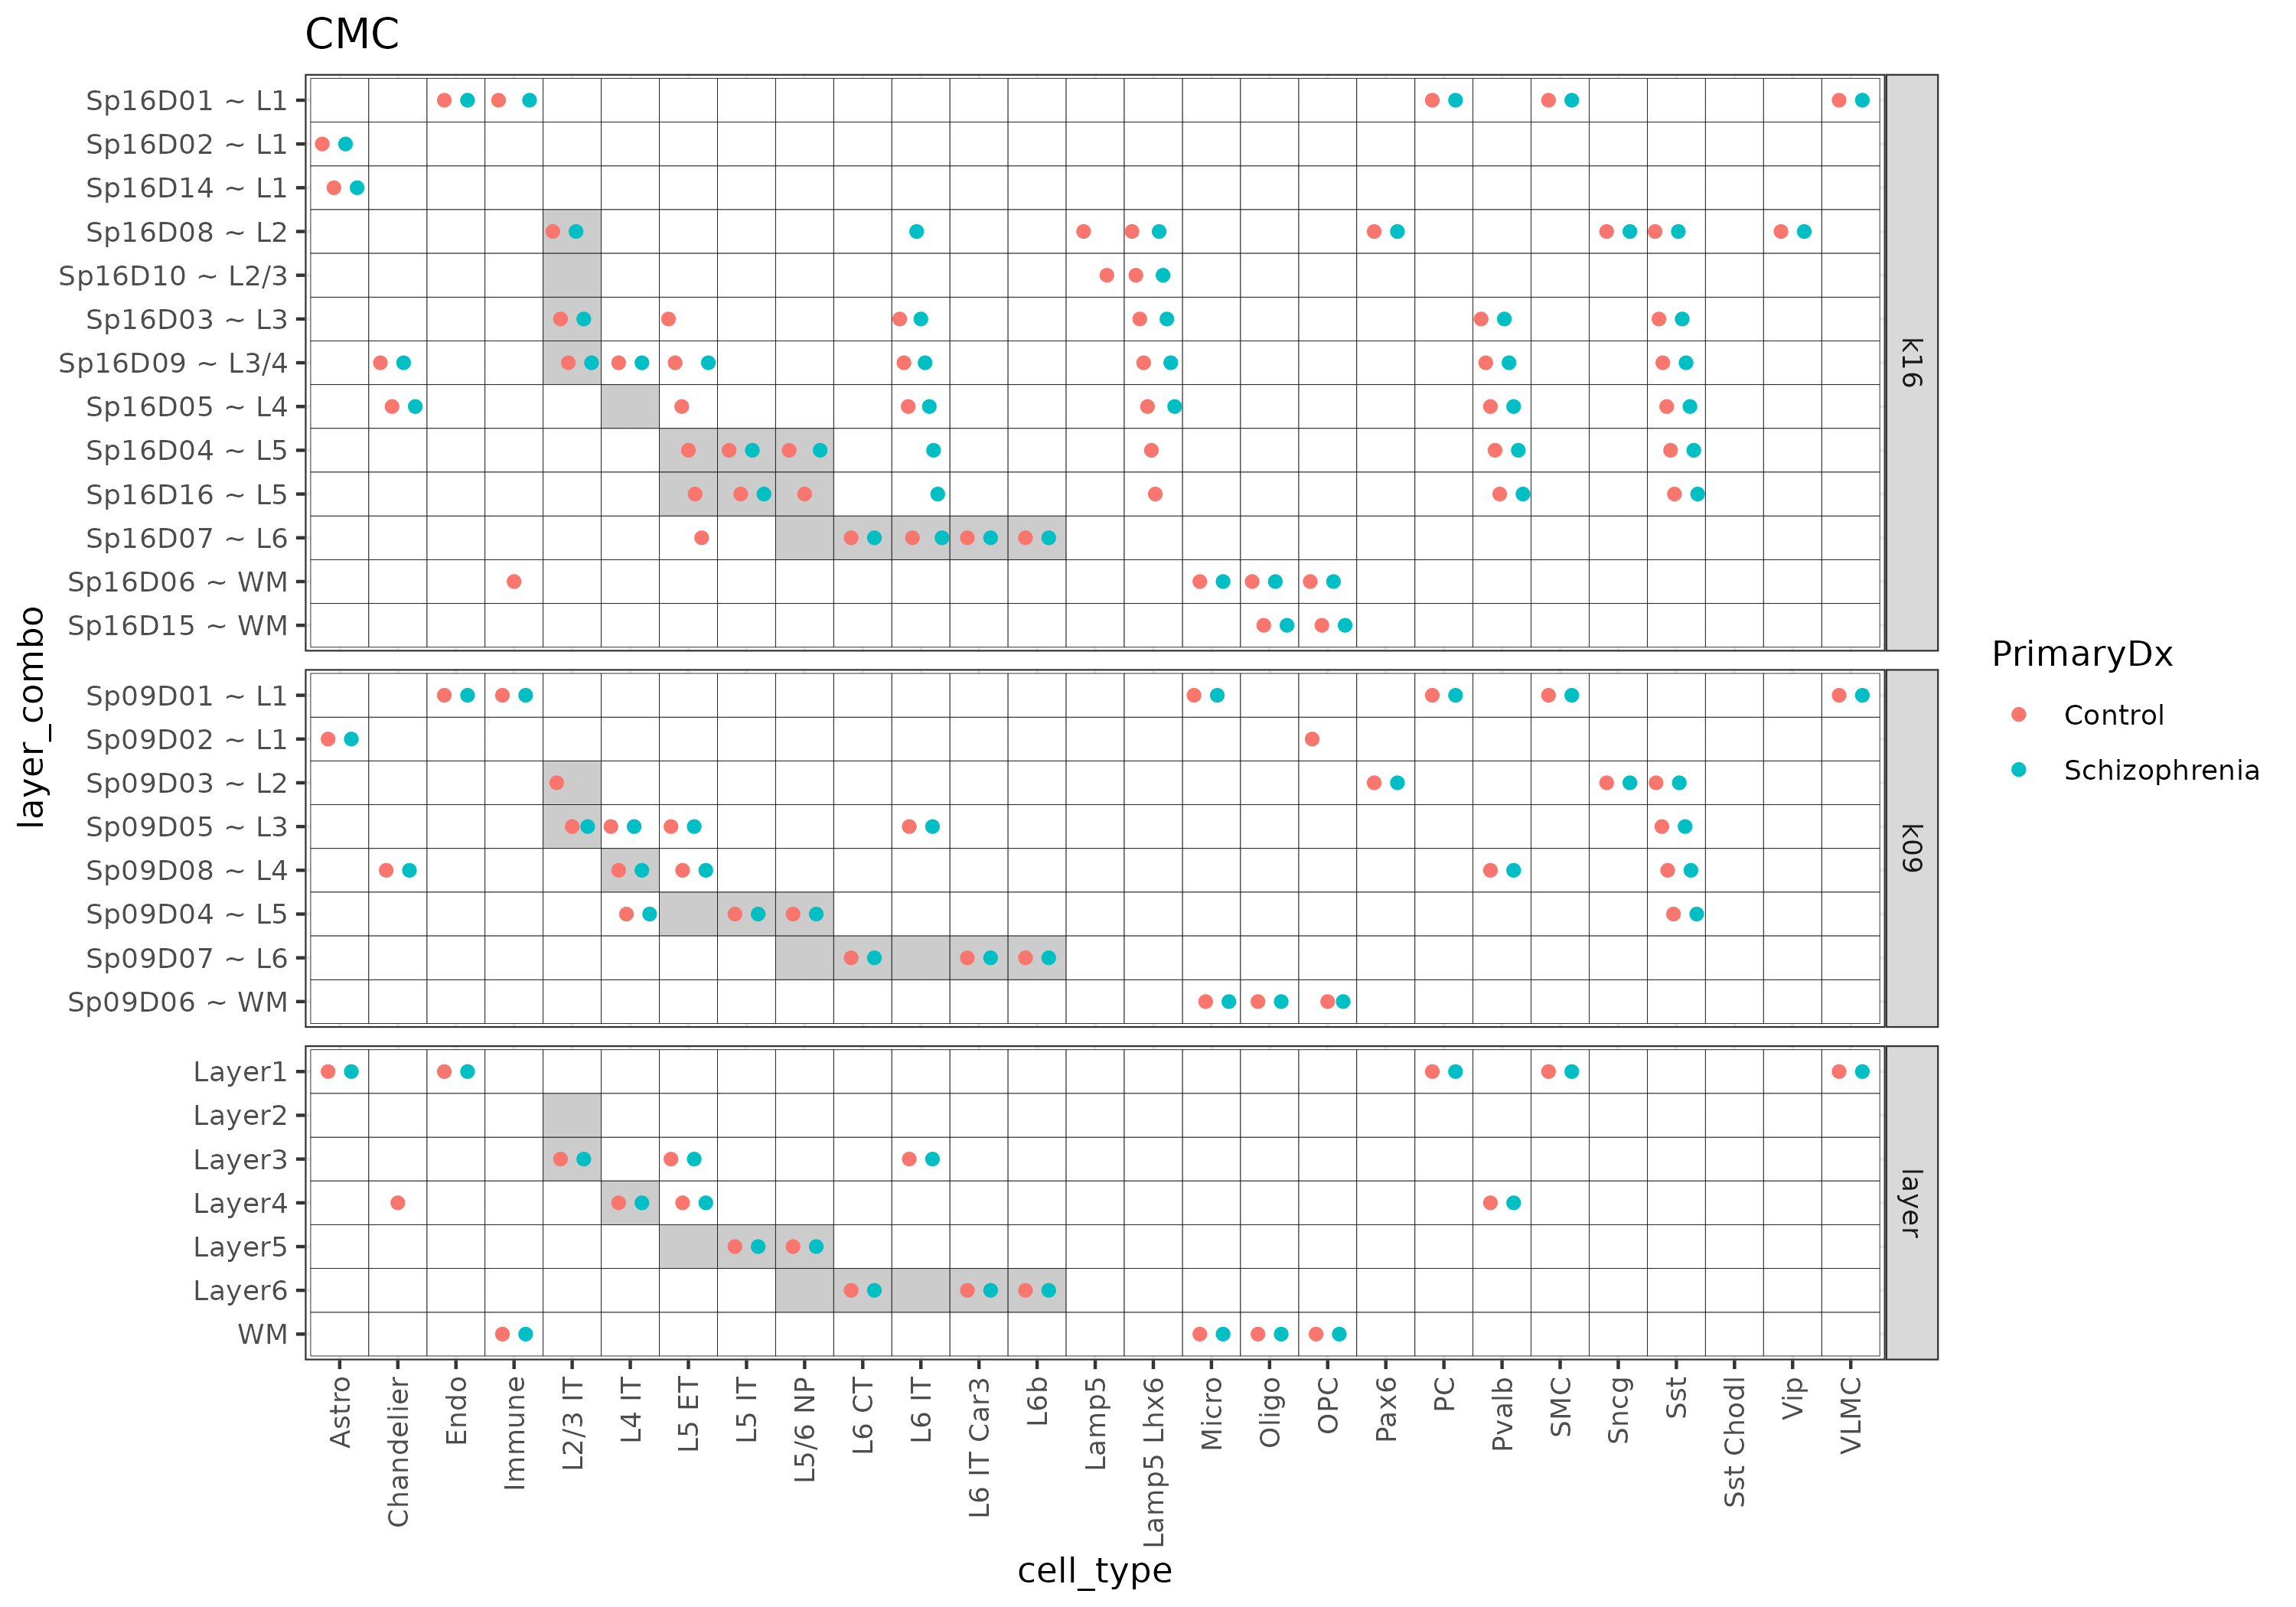 CMC
layer_combo
Sp16D01 ~ L1
Sp16D02 ~ L1
Sp16D14 ~ L1
Sp16D08 ~ L2
Sp16D10 ~ L2/3
Sp16D03 ~ L3
Sp16D09 ~ L3/4
Sp16D05 ~ L4
Sp16D04 ~ L5
Sp16D16 ~ L5
Sp16D07 ~ L6
Sp16D06 ~ WM
Sp16D15 ~ WM
k16
Sp09D01 ~ L1
Sp09D02 ~ L1
Sp09D03 ~ L2
Sp09D05 ~ L3
Sp09D08 ~ L4
Sp09D04 ~ L5
Sp09D07 ~ L6
Sp09D06 ~ WM
k09
Layer1
Layer2
Layer3
Layer4
Layer5
Layer6
WM
layer
Astro
Chandelier
Endo
Immune
L2/3 IT
L4 IT
L5 ET
L5 IT
L5/6 NP
L6 CT
L6 IT
L6 IT Car3
L6b
Lamp5
Lamp5 Lhx6
Micro
Oligo
OPC
Pax6
PC
Pvalb
SMC
Sncg
Sst
Sst Chodl
Vip
VLMC
cell_type
PrimaryDx
Control
Schizophrenia